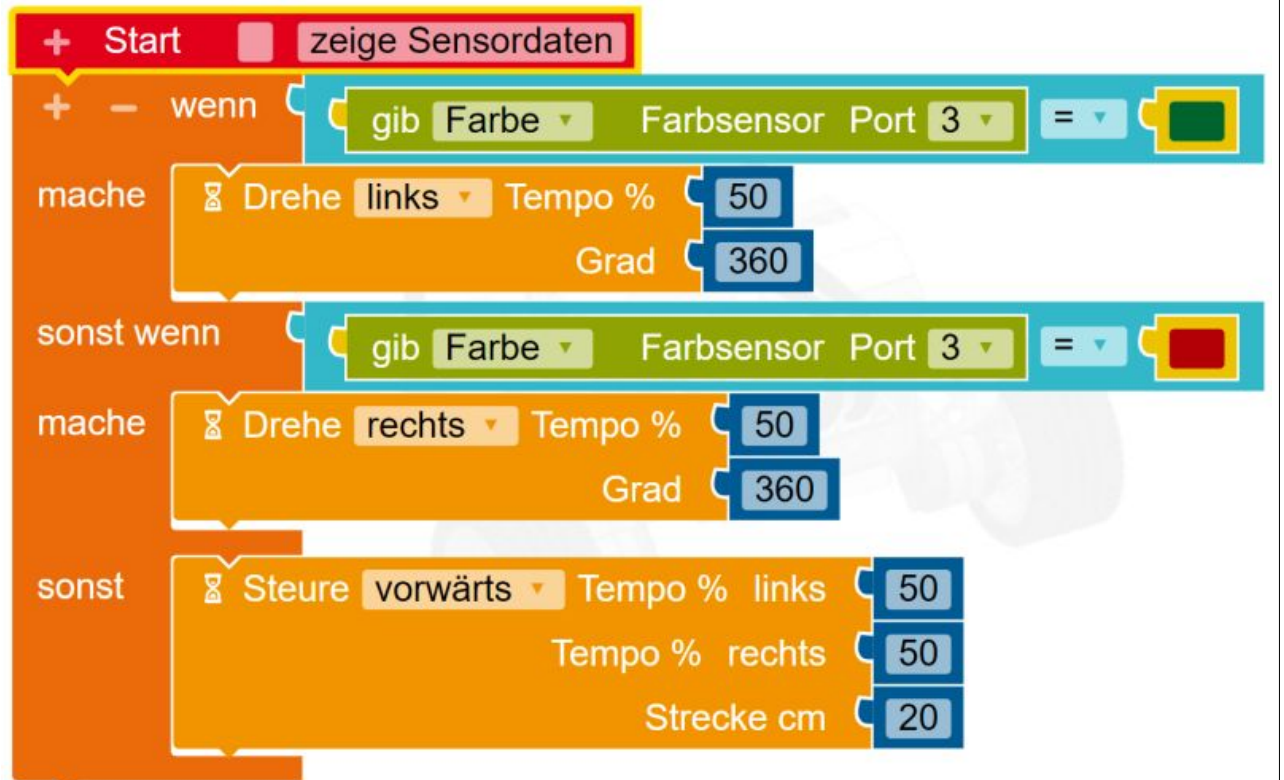 + Start zeige Sensordaten
+ − wenn gib Farbe Farbsensor Port 3 =
mache Drehe links Tempo % 50
Grad 360
sonst wenn gib Farbe Farbsensor Port 3 =
mache Drehe rechts Tempo % 50
Grad 360
sonst Steure vorwärts Tempo % links 50
Tempo % rechts 50
Strecke cm 20